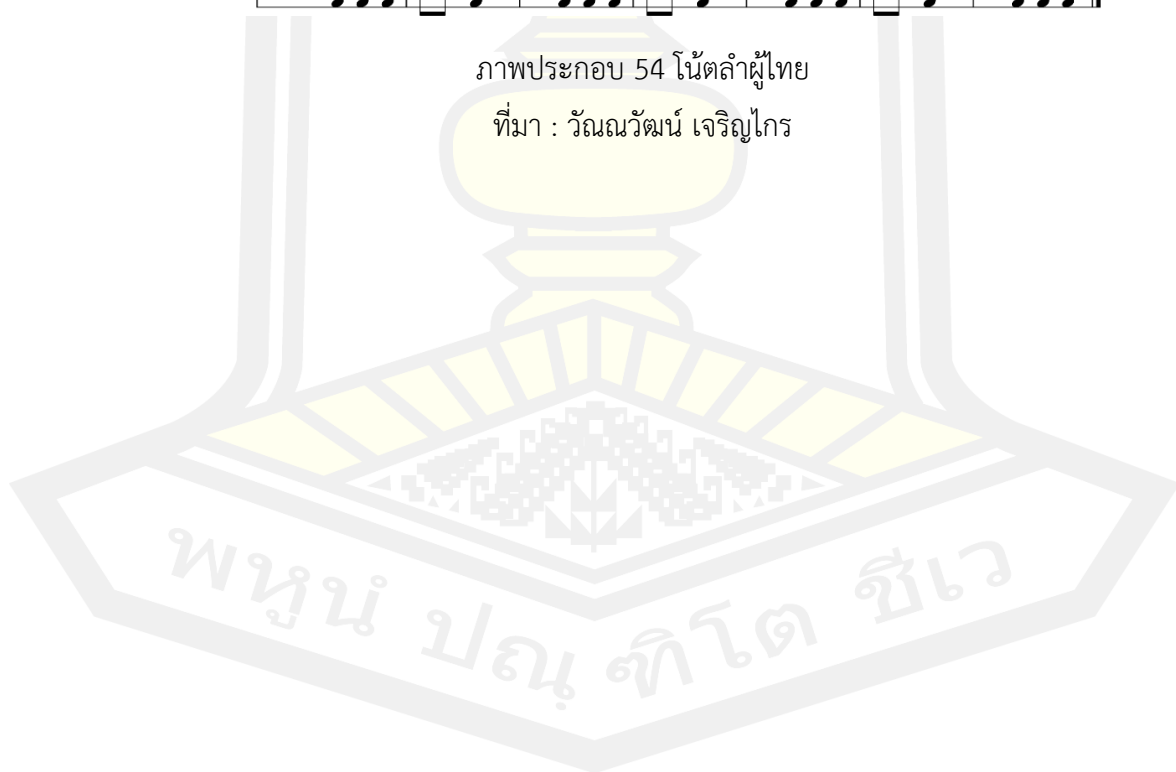 ภาพประกอบ 54 โน้ตลำผู้ไทย
ที่มา : วัณณวัฒน์ เจริญไกร
พหูนํ ปณฺฑิโต ชีเว